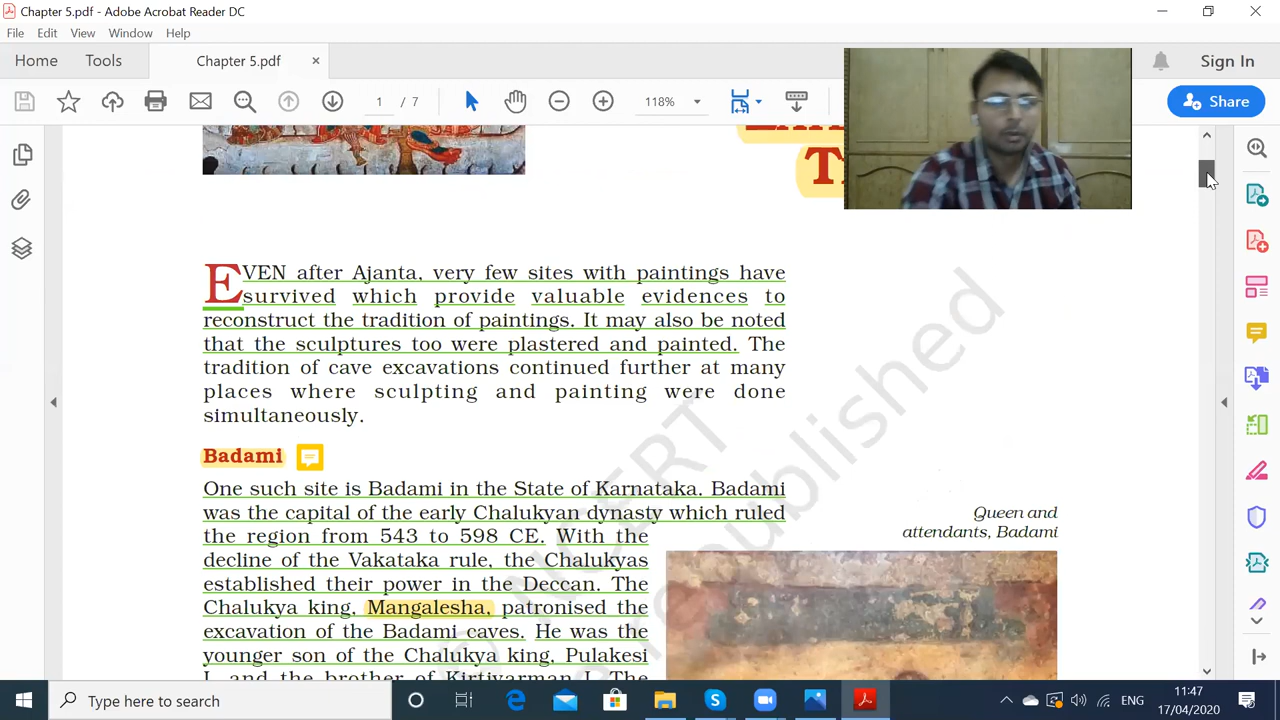 Chapter 5.pdf - Adobe Acrobat Reader DC
File Edit View Window Help
Home Tools Chapter 5.pdf × Sign In
1 / 7 118% Share
EVEN after Ajanta, very few sites with paintings have
survived which provide valuable evidences to
reconstruct the tradition of paintings. It may also be noted
that the sculptures too were plastered and painted. The
tradition of cave excavations continued further at many
places where sculpting and painting were done
simultaneously.
Badami
One such site is Badami in the State of Karnataka. Badami
was the capital of the early Chalukyan dynasty which ruled
the region from 543 to 598 CE. With the
decline of the Vakataka rule, the Chalukyas
established their power in the Deccan. The
Chalukya king, Mangalesha, patronised the
excavation of the Badami caves. He was the
younger son of the Chalukya king, Pulakesi
I, and the brother of Kirtivarman I. The
Queen and
attendants, Badami
© NCERT
republished
Type here to search
ENG
11:47
17/04/2020